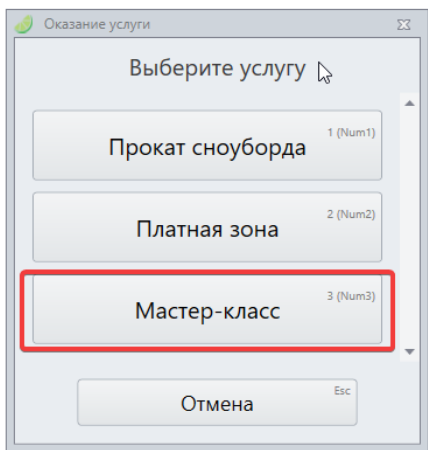 Оказание услуги
Выберите услугу
Прокат сноуборда 1 (Num1)
Платная зона 2 (Num2)
Мастер-класс 3 (Num3)
Отмена Esc